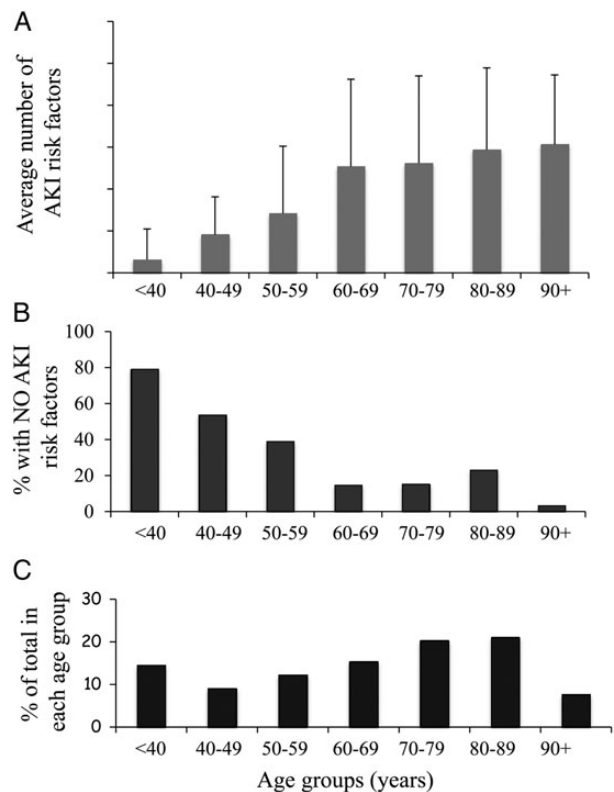 A
Average number of
AKI risk factors
<40 40-49 50-59 60-69 70-79 80-89 90+
B
% with NO AKI
risk factors
100
80
60
40
20
0
<40 40-49 50-59 60-69 70-79 80-89 90+
C
% of total in
each age group
30
20
10
0
<40 40-49 50-59 60-69 70-79 80-89 90+
Age groups (years)